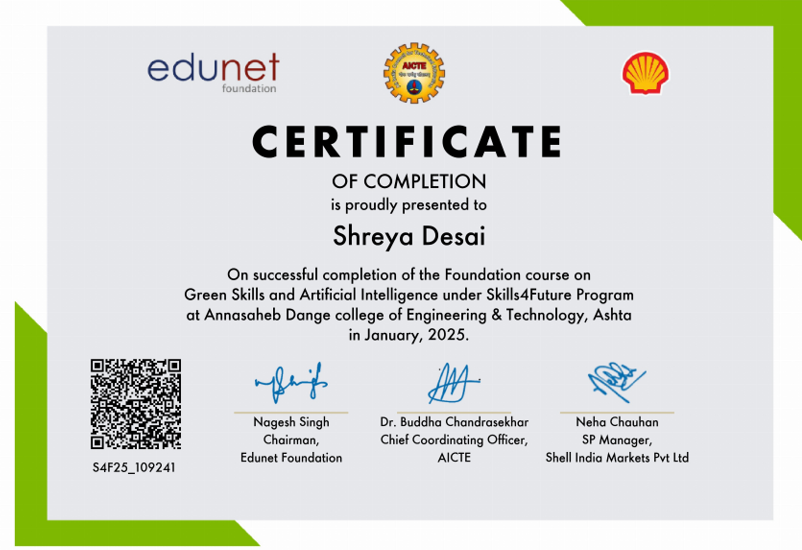 edunet
foundation
AICTE
CERTIFICATE
OF COMPLETION
is proudly presented to
Shreya Desai
On successful completion of the Foundation course on
Green Skills and Artificial Intelligence under Skills4Future Program
at Annasaheb Dange college of Engineering & Technology, Ashta
in January, 2025.
S4F25_109241
Nagesh Singh
Chairman,
Edunet Foundation
Dr. Buddha Chandrasekhar
Chief Coordinating Officer,
AICTE
Neha Chauhan
SP Manager,
Shell India Markets Pvt Ltd